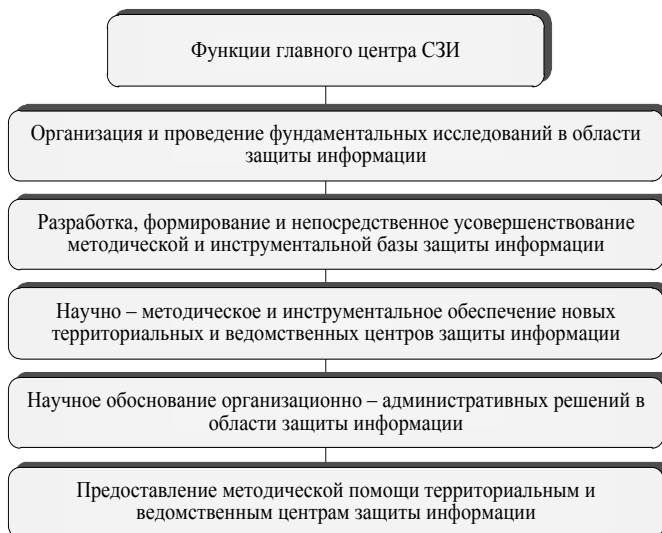 Функции главного центра СЗИ
Организация и проведение фундаментальных исследований в области
защиты информации
Разработка, формирование и непосредственное усовершенствование
методической и инструментальной базы защиты информации
Научно – методическое и инструментальное обеспечение новых
территориальных и ведомственных центров защиты информации
Научное обоснование организационно – административных решений в
области защиты информации
Предоставление методической помощи территориальным и
ведомственным центрам защиты информации